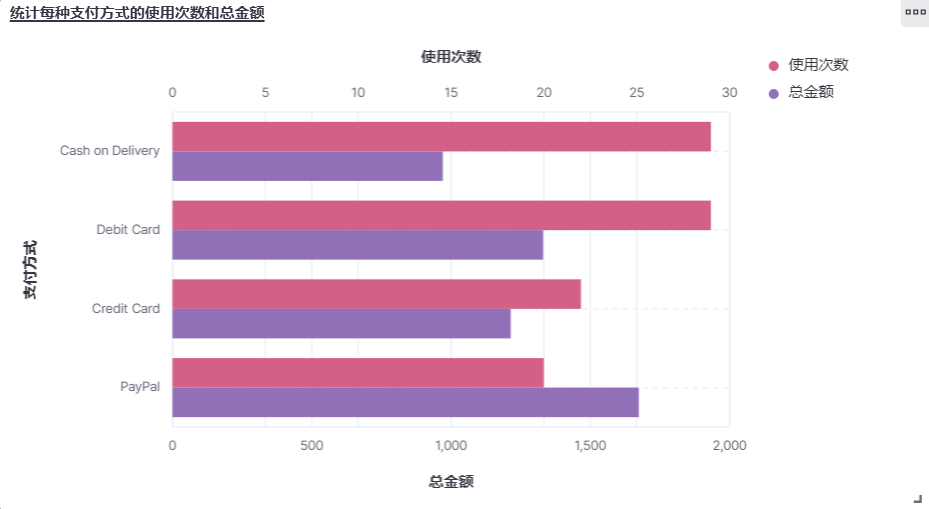 统计每种支付方式的使用次数和总金额
使用次数
使用次数
总金额
0 5 10 15 20 25 30
Cash on Delivery
Debit Card
支付方式
Credit Card
PayPal
0 500 1,000 1,500 2,000
总金额